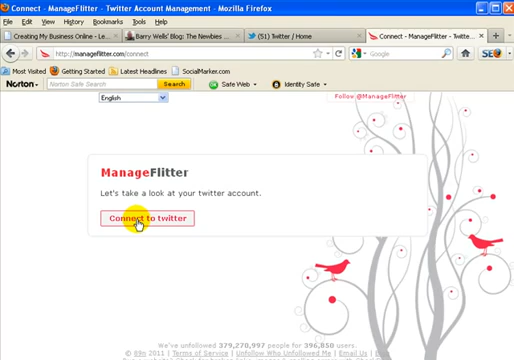 Connect - ManageFlitter - Twitter Account Management - Mozilla Firefox
File Edit View History Bookmarks Tools Help
Creating My Business Online - Le... Barry Wells' Blog: The Newbies ... (51) Twitter / Home Connect - ManageFlitter - Twitte...
http://manageflitter.com/connect Google
Most Visited Getting Started Latest Headlines SocialMarker.com
Norton Norton Safe Search Search Safe Web Identity Safe
English Follow @ManageFlitter
ManageFlitter
Let's take a look at your twitter account.
Connect to twitter
We've unfollowed 379,270,997 people for 396,850 users.
© 2011 | Terms of Service | Unfollow Who Unfollowed Me | Email Us